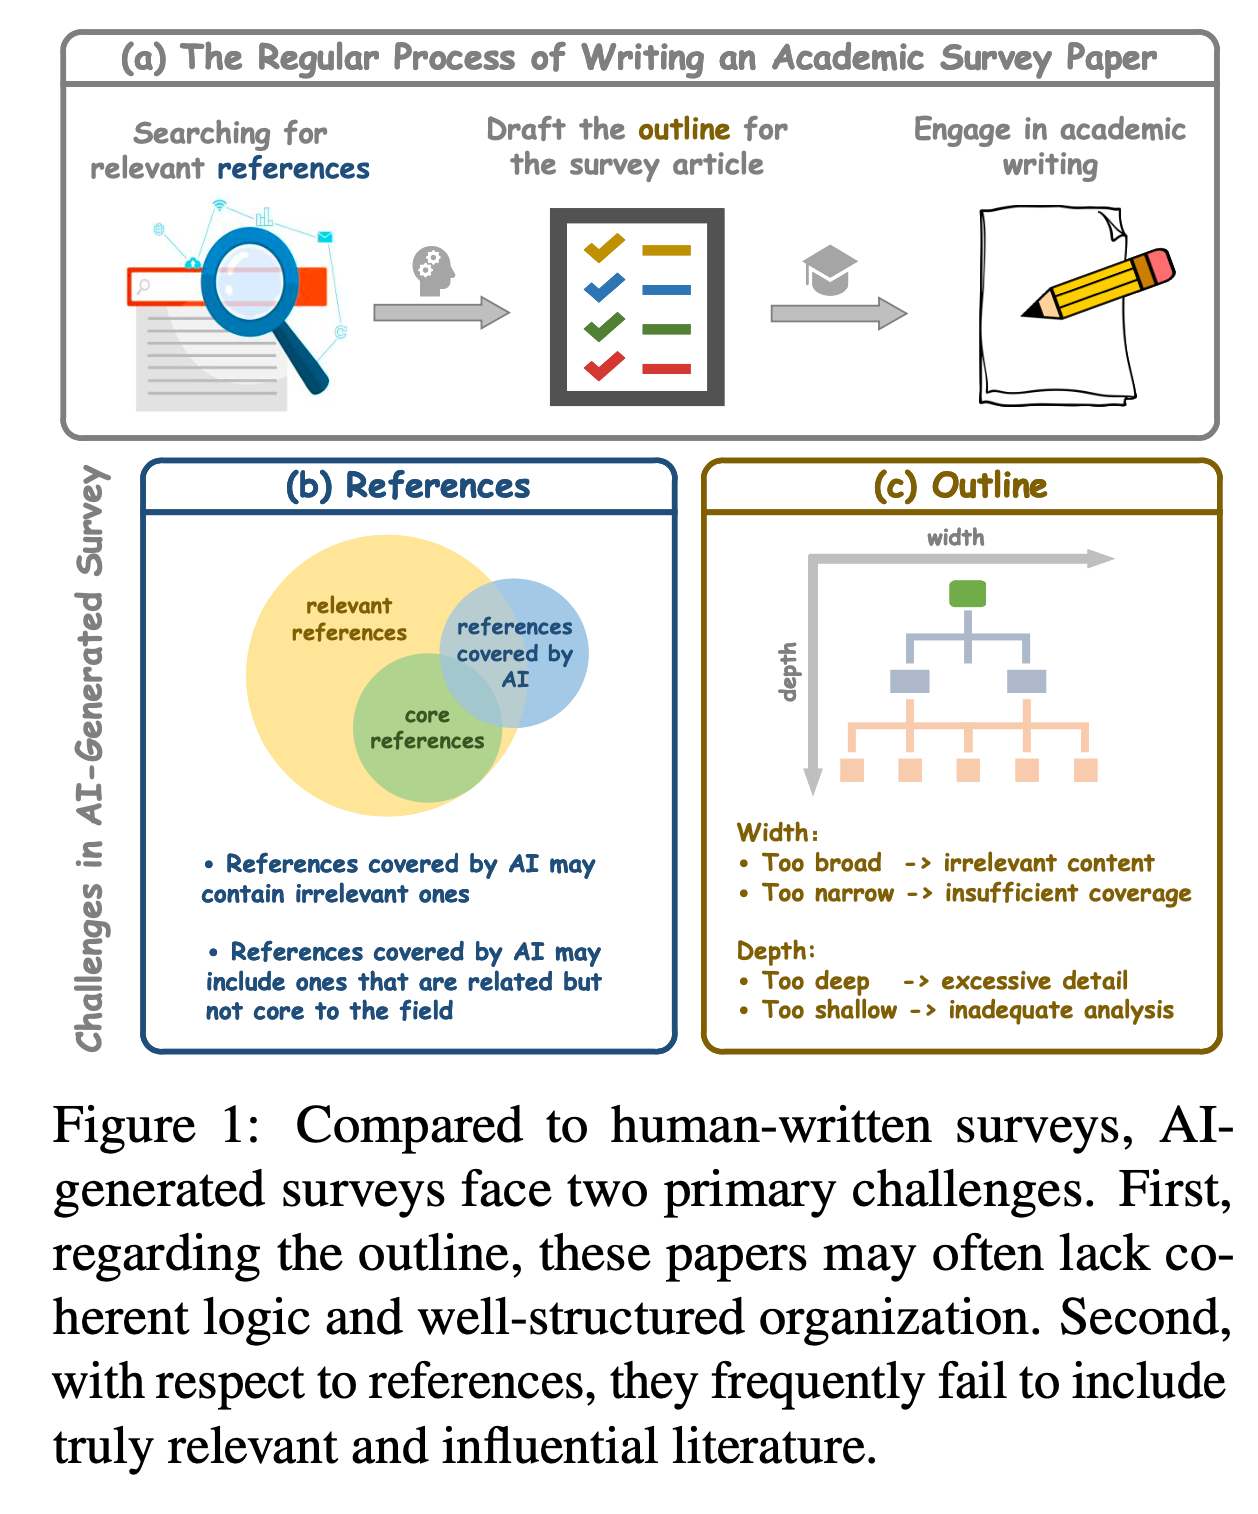 (a) The Regular Process of Writing an Academic Survey Paper
Searching for
relevant references
Draft the outline for
the survey article
Engage in academic
writing
Challenges in AI-Generated Survey
(b) References
relevant
references
references
covered by
AI
core
references
• References covered by AI may
contain irrelevant ones
• References covered by AI may
include ones that are related but
not core to the field
(c) Outline
width
depth
Width:
• Too broad -> irrelevant content
• Too narrow -> insufficient coverage
Depth:
• Too deep -> excessive detail
• Too shallow -> inadequate analysis
Figure 1: Compared to human-written surveys, AI-
generated surveys face two primary challenges. First,
regarding the outline, these papers may often lack co-
herent logic and well-structured organization. Second,
with respect to references, they frequently fail to include
truly relevant and influential literature.